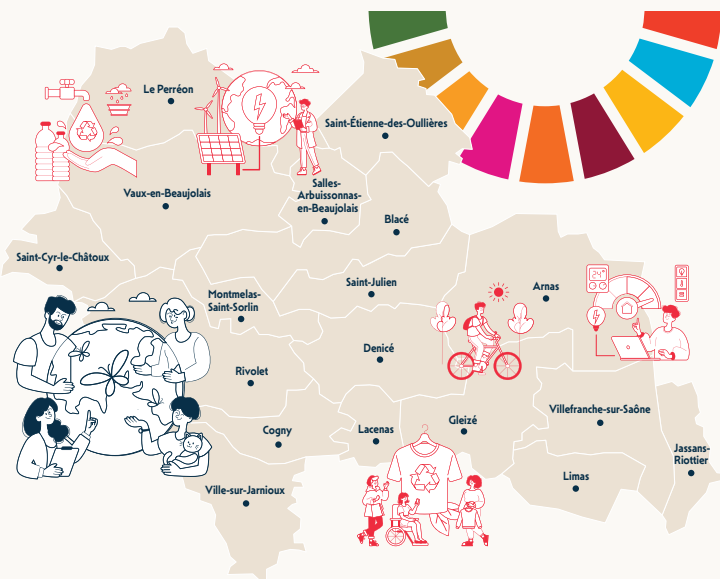 Le Perréon
Saint-Étienne-des-Oullières
Salles-
Arbuissonnas-
en-Beaujolais
Vaux-en-Beaujolais
Blacé
Saint-Cyr-le-Châtoux
Saint-Julien
Arnas
24°
Montmelas-
Saint-Sorlin
Denicé
Rivolet
Villefranche-sur-Saône
Gleizé
Lacenas
Cogny
Jassans-
Riottier
Limas
Ville-sur-Jarnioux